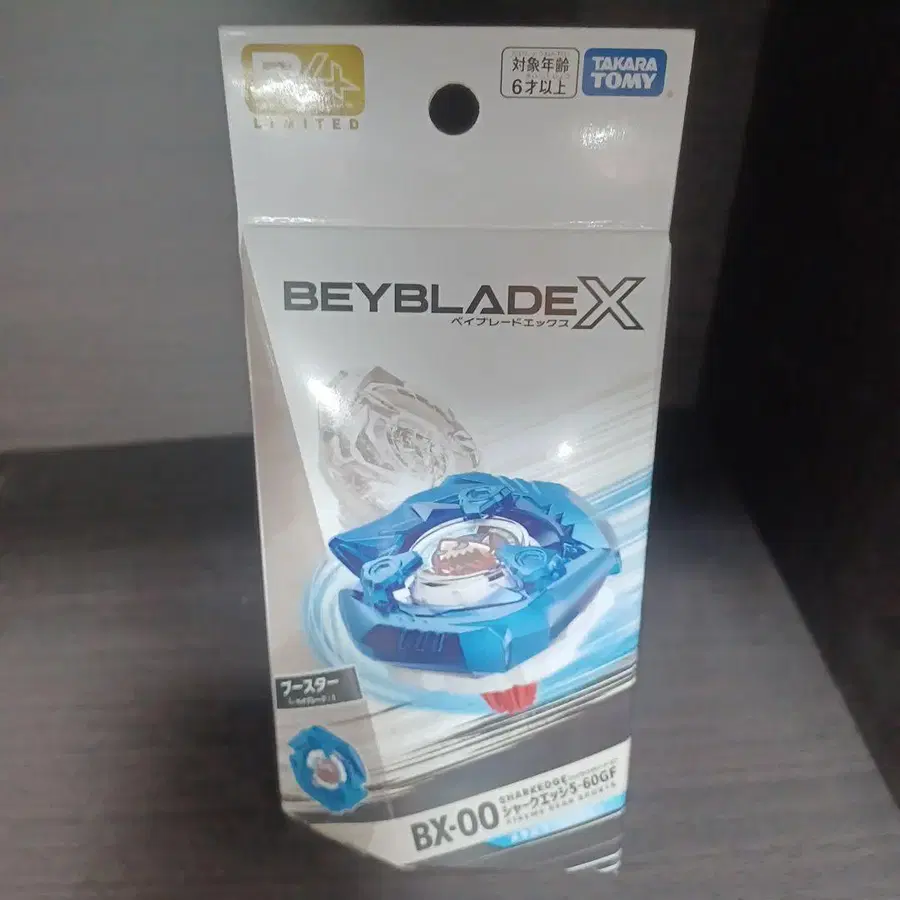 B4
LIMITED
対象年齢
6才以上
TAKARA
TOMY
BEYBLADE X
ベイブレードエックス
ブースター
BX-00
SHARKEDGE
シャークエッジ5-60GF